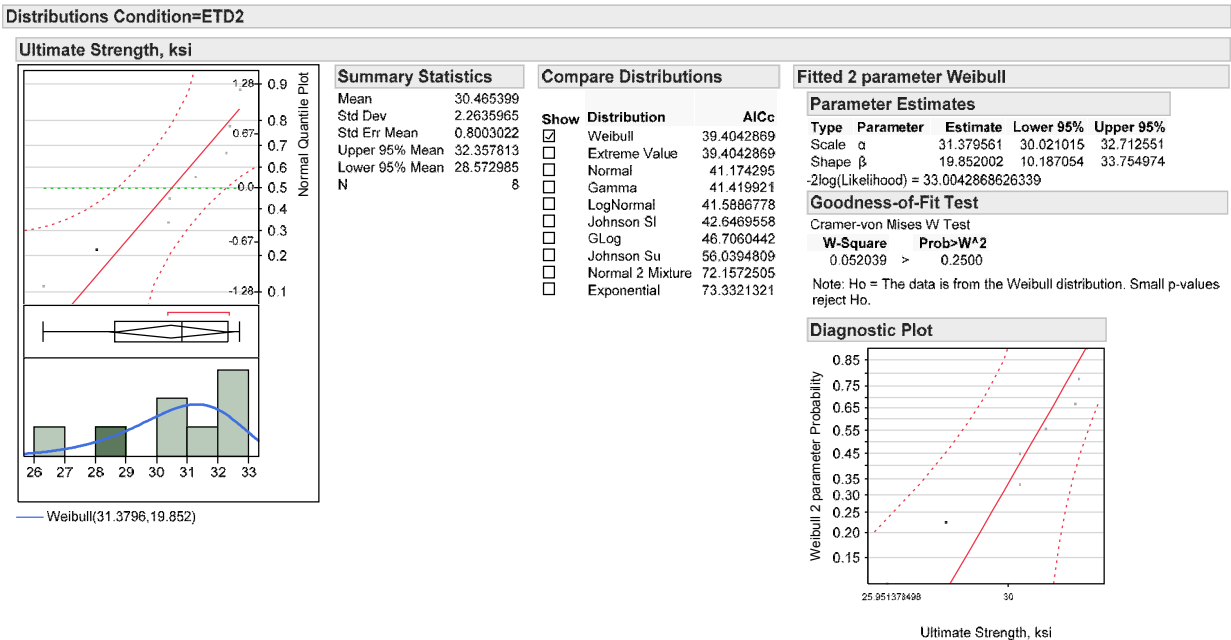 Distributions Condition=ETD2
Ultimate Strength, ksi
1.28
0.67
0.0
-0.67
-1.28
0.9
0.8
0.7
0.6
0.5
0.4
0.3
0.2
0.1
Normal Quantile Plot
26 27 28 29 30 31 32 33
Weibull(31.3796,19.852)
Summary Statistics
Mean 30.465399
Std Dev 2.2635965
Std Err Mean 0.8003022
Upper 95% Mean 32.357813
Lower 95% Mean 28.572985
N 8
Compare Distributions
Show Distribution AICc
Weibull 39.4042869
Extreme Value 39.4042869
Normal 41.174295
Gamma 41.419921
LogNormal 41.5886778
Johnson Sl 42.6469558
GLog 46.7060442
Johnson Su 56.0394809
Normal 2 Mixture 72.1572505
Exponential 73.3321321
Fitted 2 parameter Weibull
Parameter Estimates
Type Parameter Estimate Lower 95% Upper 95%
Scale α 31.379561 30.021015 32.712551
Shape β 19.852002 10.187054 33.754974
-2log(Likelihood) = 33.0042868626339
Goodness-of-Fit Test
Cramer-von Mises W Test
W-Square Prob>W^2
0.052039 > 0.2500
Note: Ho = The data is from the Weibull distribution. Small p-values
reject Ho.
Diagnostic Plot
Weibull 2 parameter Probability
0.85
0.75
0.65
0.55
0.45
0.35
0.30
0.25
0.20
0.15
25.951378498 30
Ultimate Strength, ksi